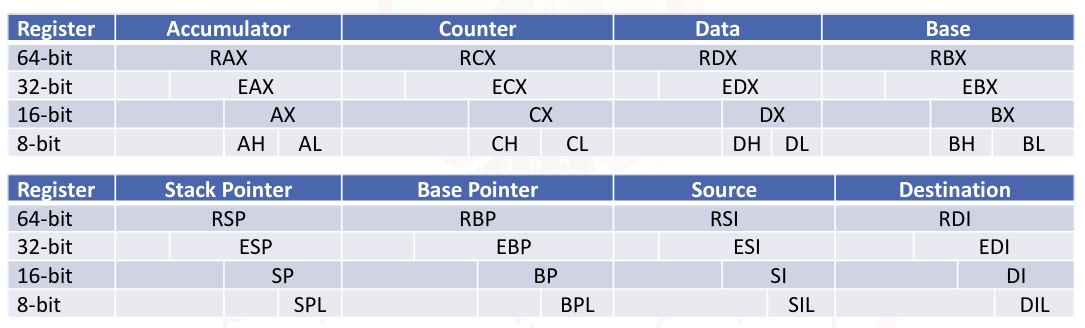 Register Accumulator Counter Data Base
64-bit RAX RCX RDX RBX
32-bit EAX ECX EDX EBX
16-bit AX CX DX BX
8-bit AH AL CH CL DH DL BH BL
Register Stack Pointer Base Pointer Source Destination
64-bit RSP RBP RSI RDI
32-bit ESP EBP ESI EDI
16-bit SP BP SI DI
8-bit SPL BPL SIL DIL